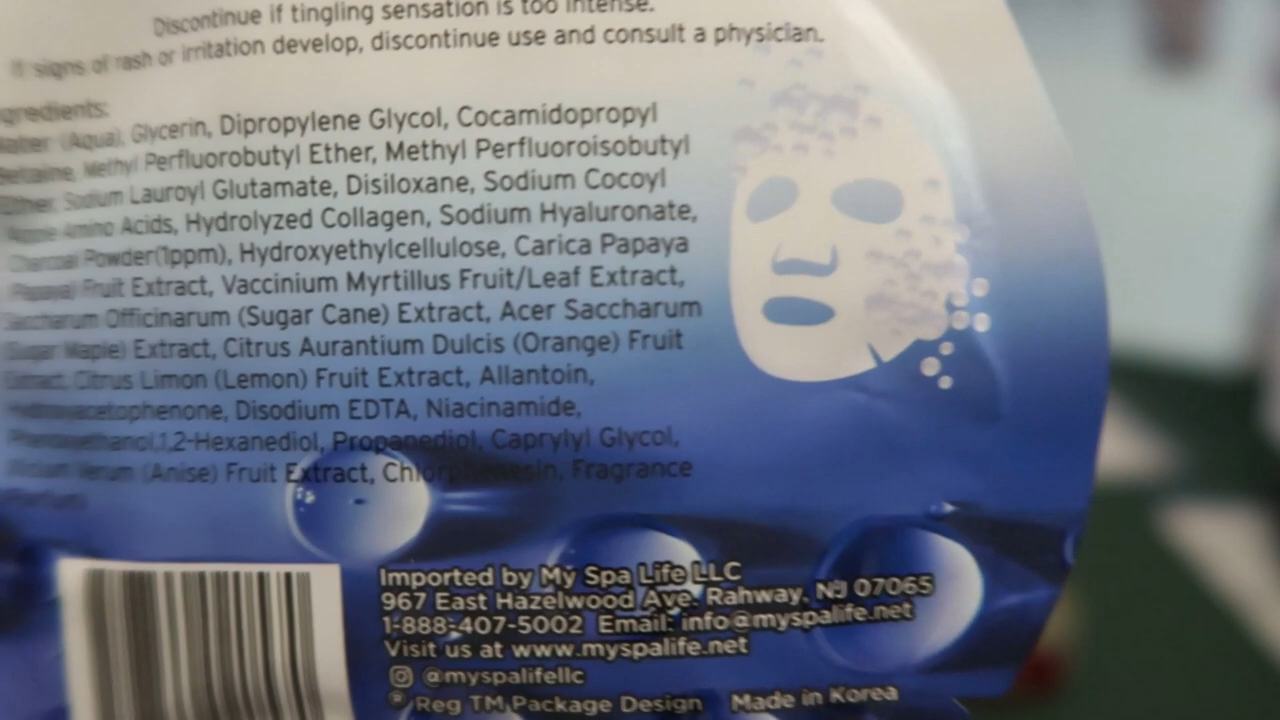 Discontinue if tingling sensation is too intense.
If signs of rash or irritation develop, discontinue use and consult a physician.
gredients:
ater (Aqua), Glycerin, Dipropylene Glycol, Cocamidopropyl
Betaine, Methyl Perfluorobutyl Ether, Methyl Perfluoroisobutyl
Ether, Sodium Lauroyl Glutamate, Disiloxane, Sodium Cocoyl
Apple Amino Acids, Hydrolyzed Collagen, Sodium Hyaluronate,
Charcoal Powder(1ppm), Hydroxyethylcellulose, Carica Papaya
(Papaya) Fruit Extract, Vaccinium Myrtillus Fruit/Leaf Extract,
Saccharum Officinarum (Sugar Cane) Extract, Acer Saccharum
(Sugar Maple) Extract, Citrus Aurantium Dulcis (Orange) Fruit
Extract, Citrus Limon (Lemon) Fruit Extract, Allantoin,
Hydroxyacetophenone, Disodium EDTA, Niacinamide,
Phenoxyethanol,1,2-Hexanediol, Propanediol, Caprylyl Glycol,
Illicium Verum (Anise) Fruit Extract, Chlorphenesin, Fragrance
Imported by My Spa Life LLC
967 East Hazelwood Ave. Rahway, NJ 07065
1-888-407-5002 Email: info@myspalife.net
Visit us at www.myspalife.net
@myspalifellc
® Reg TM Package Design Made in Korea